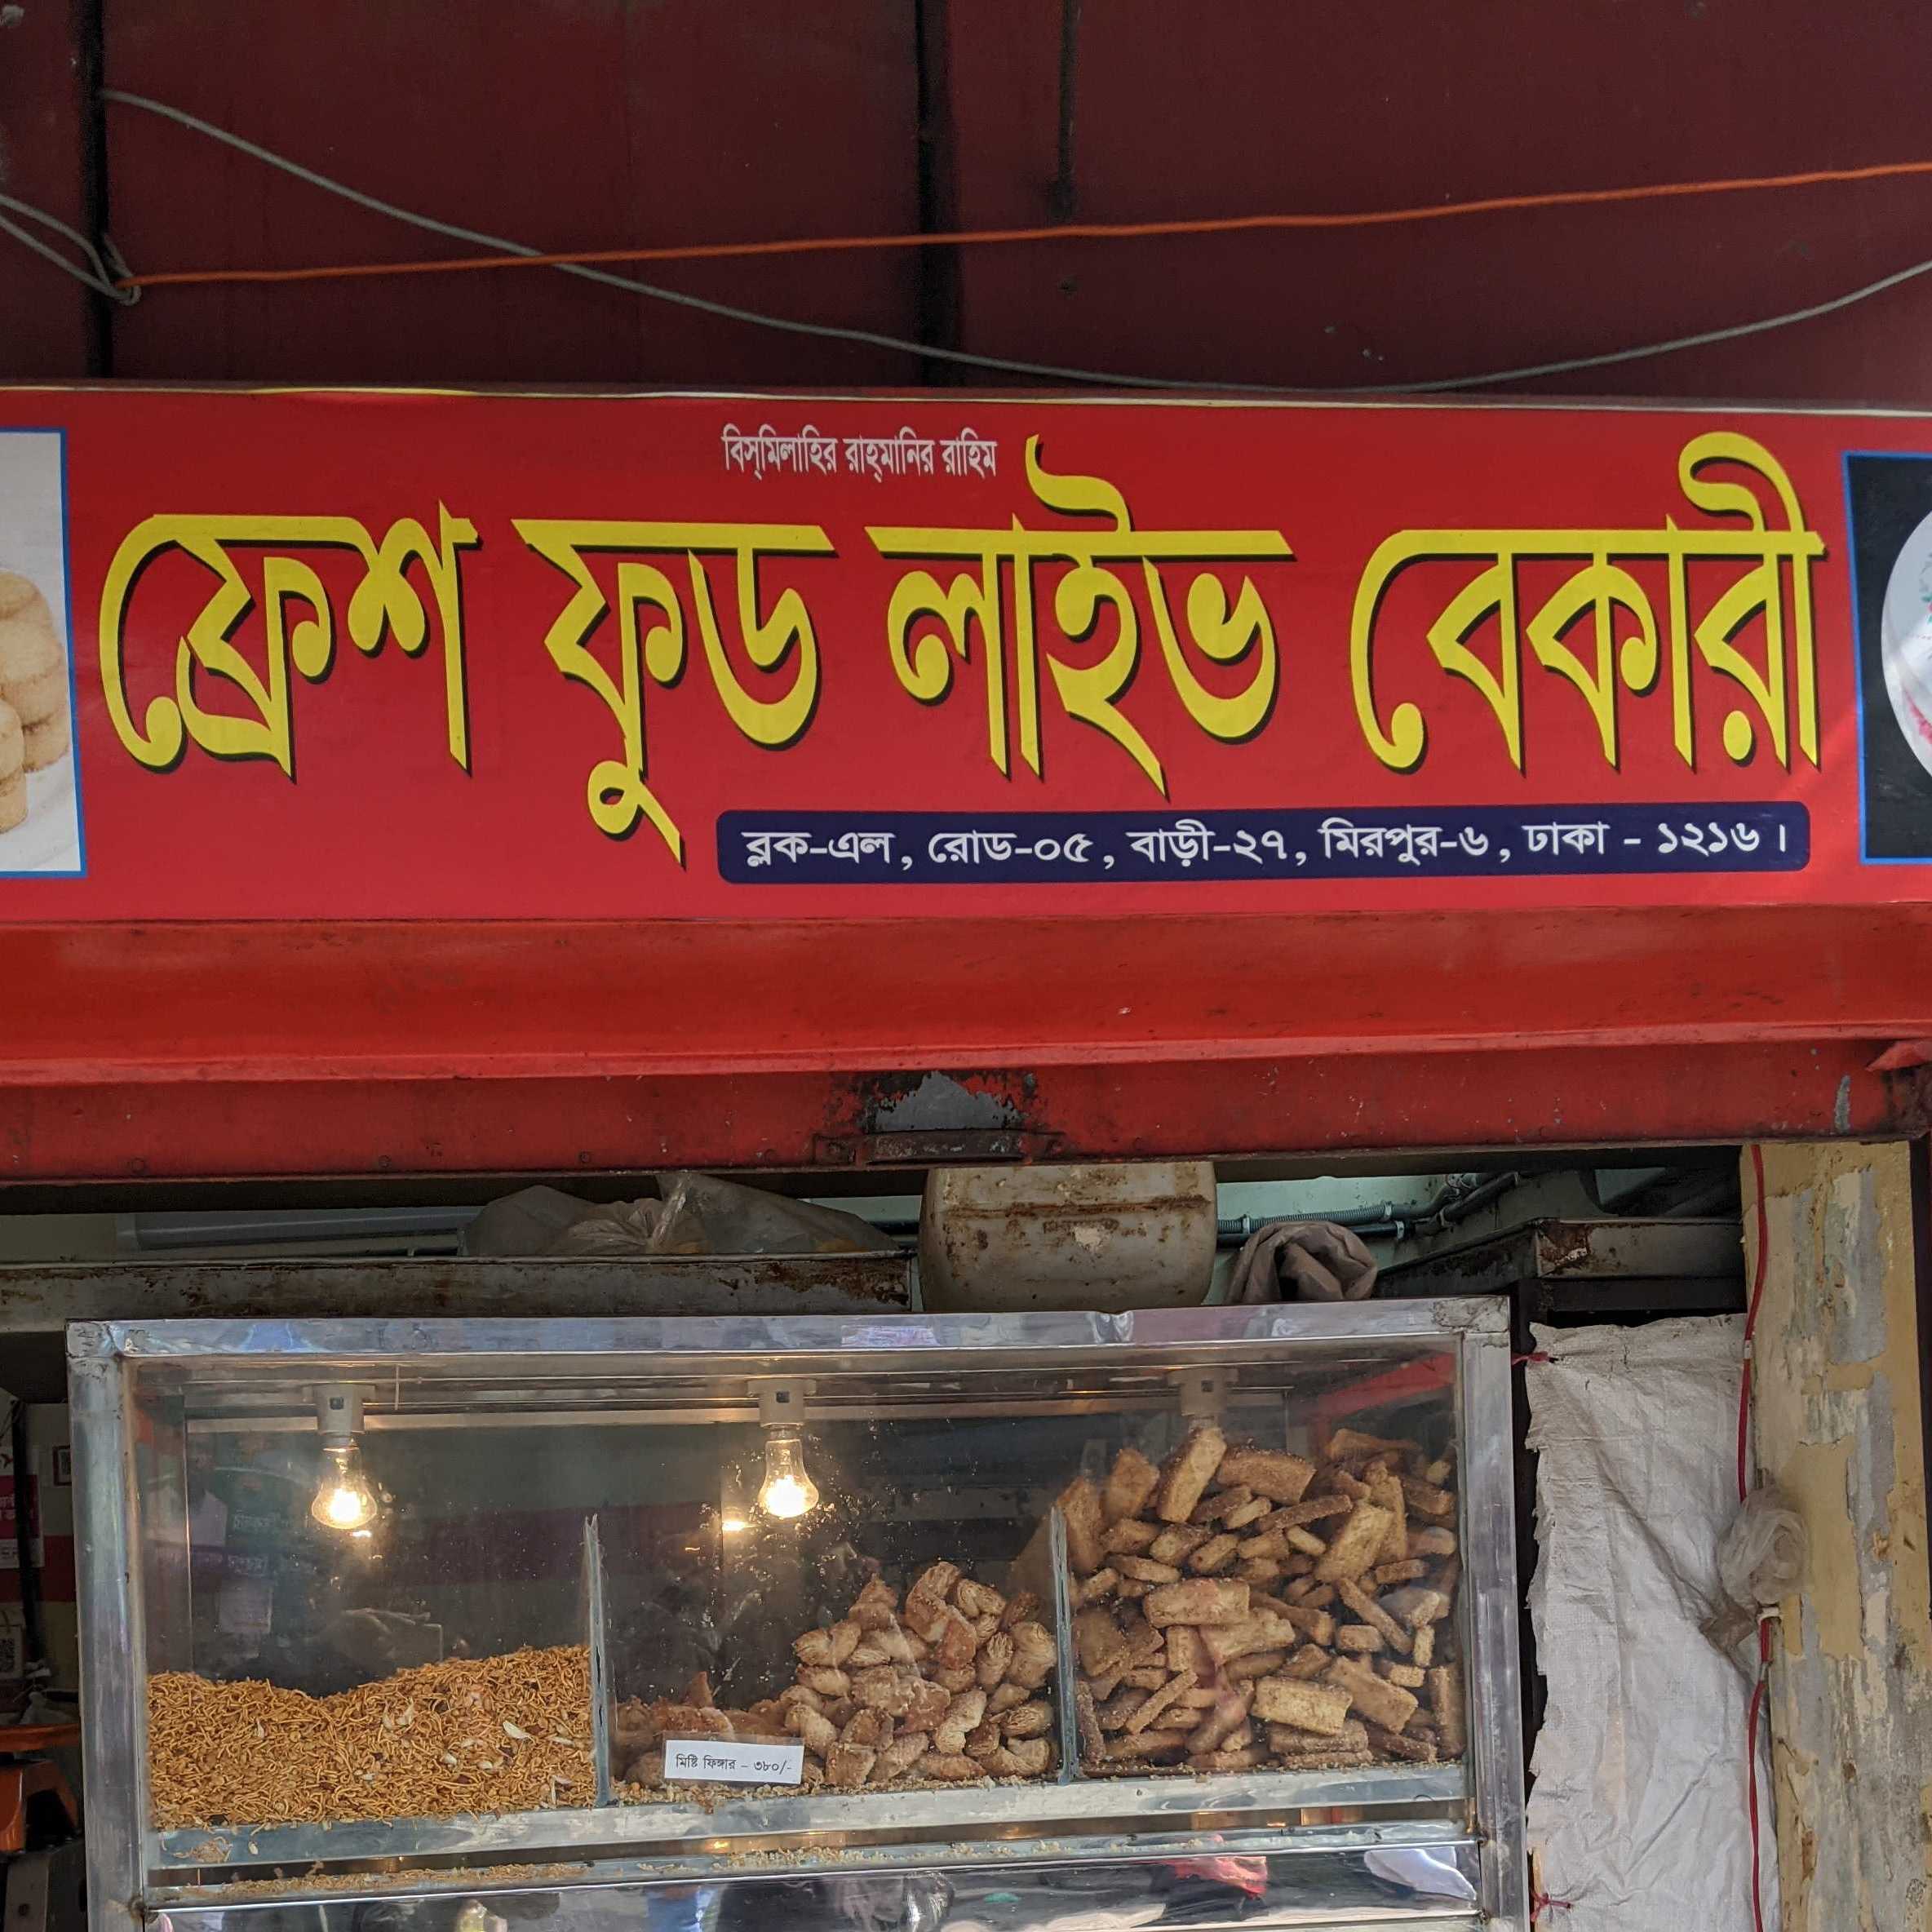 বিস্‌মিলাহির রাহ্‌মানির রাহিম
ফ্রেশ ফুড লাইভ বেকারী
ব্লক-এল, রোড-০৫, বাড়ী-২৭, মিরপুর-৬, ঢাকা - ১২১৬।
মিষ্টি ফিঙ্গার - ৩৮০/-